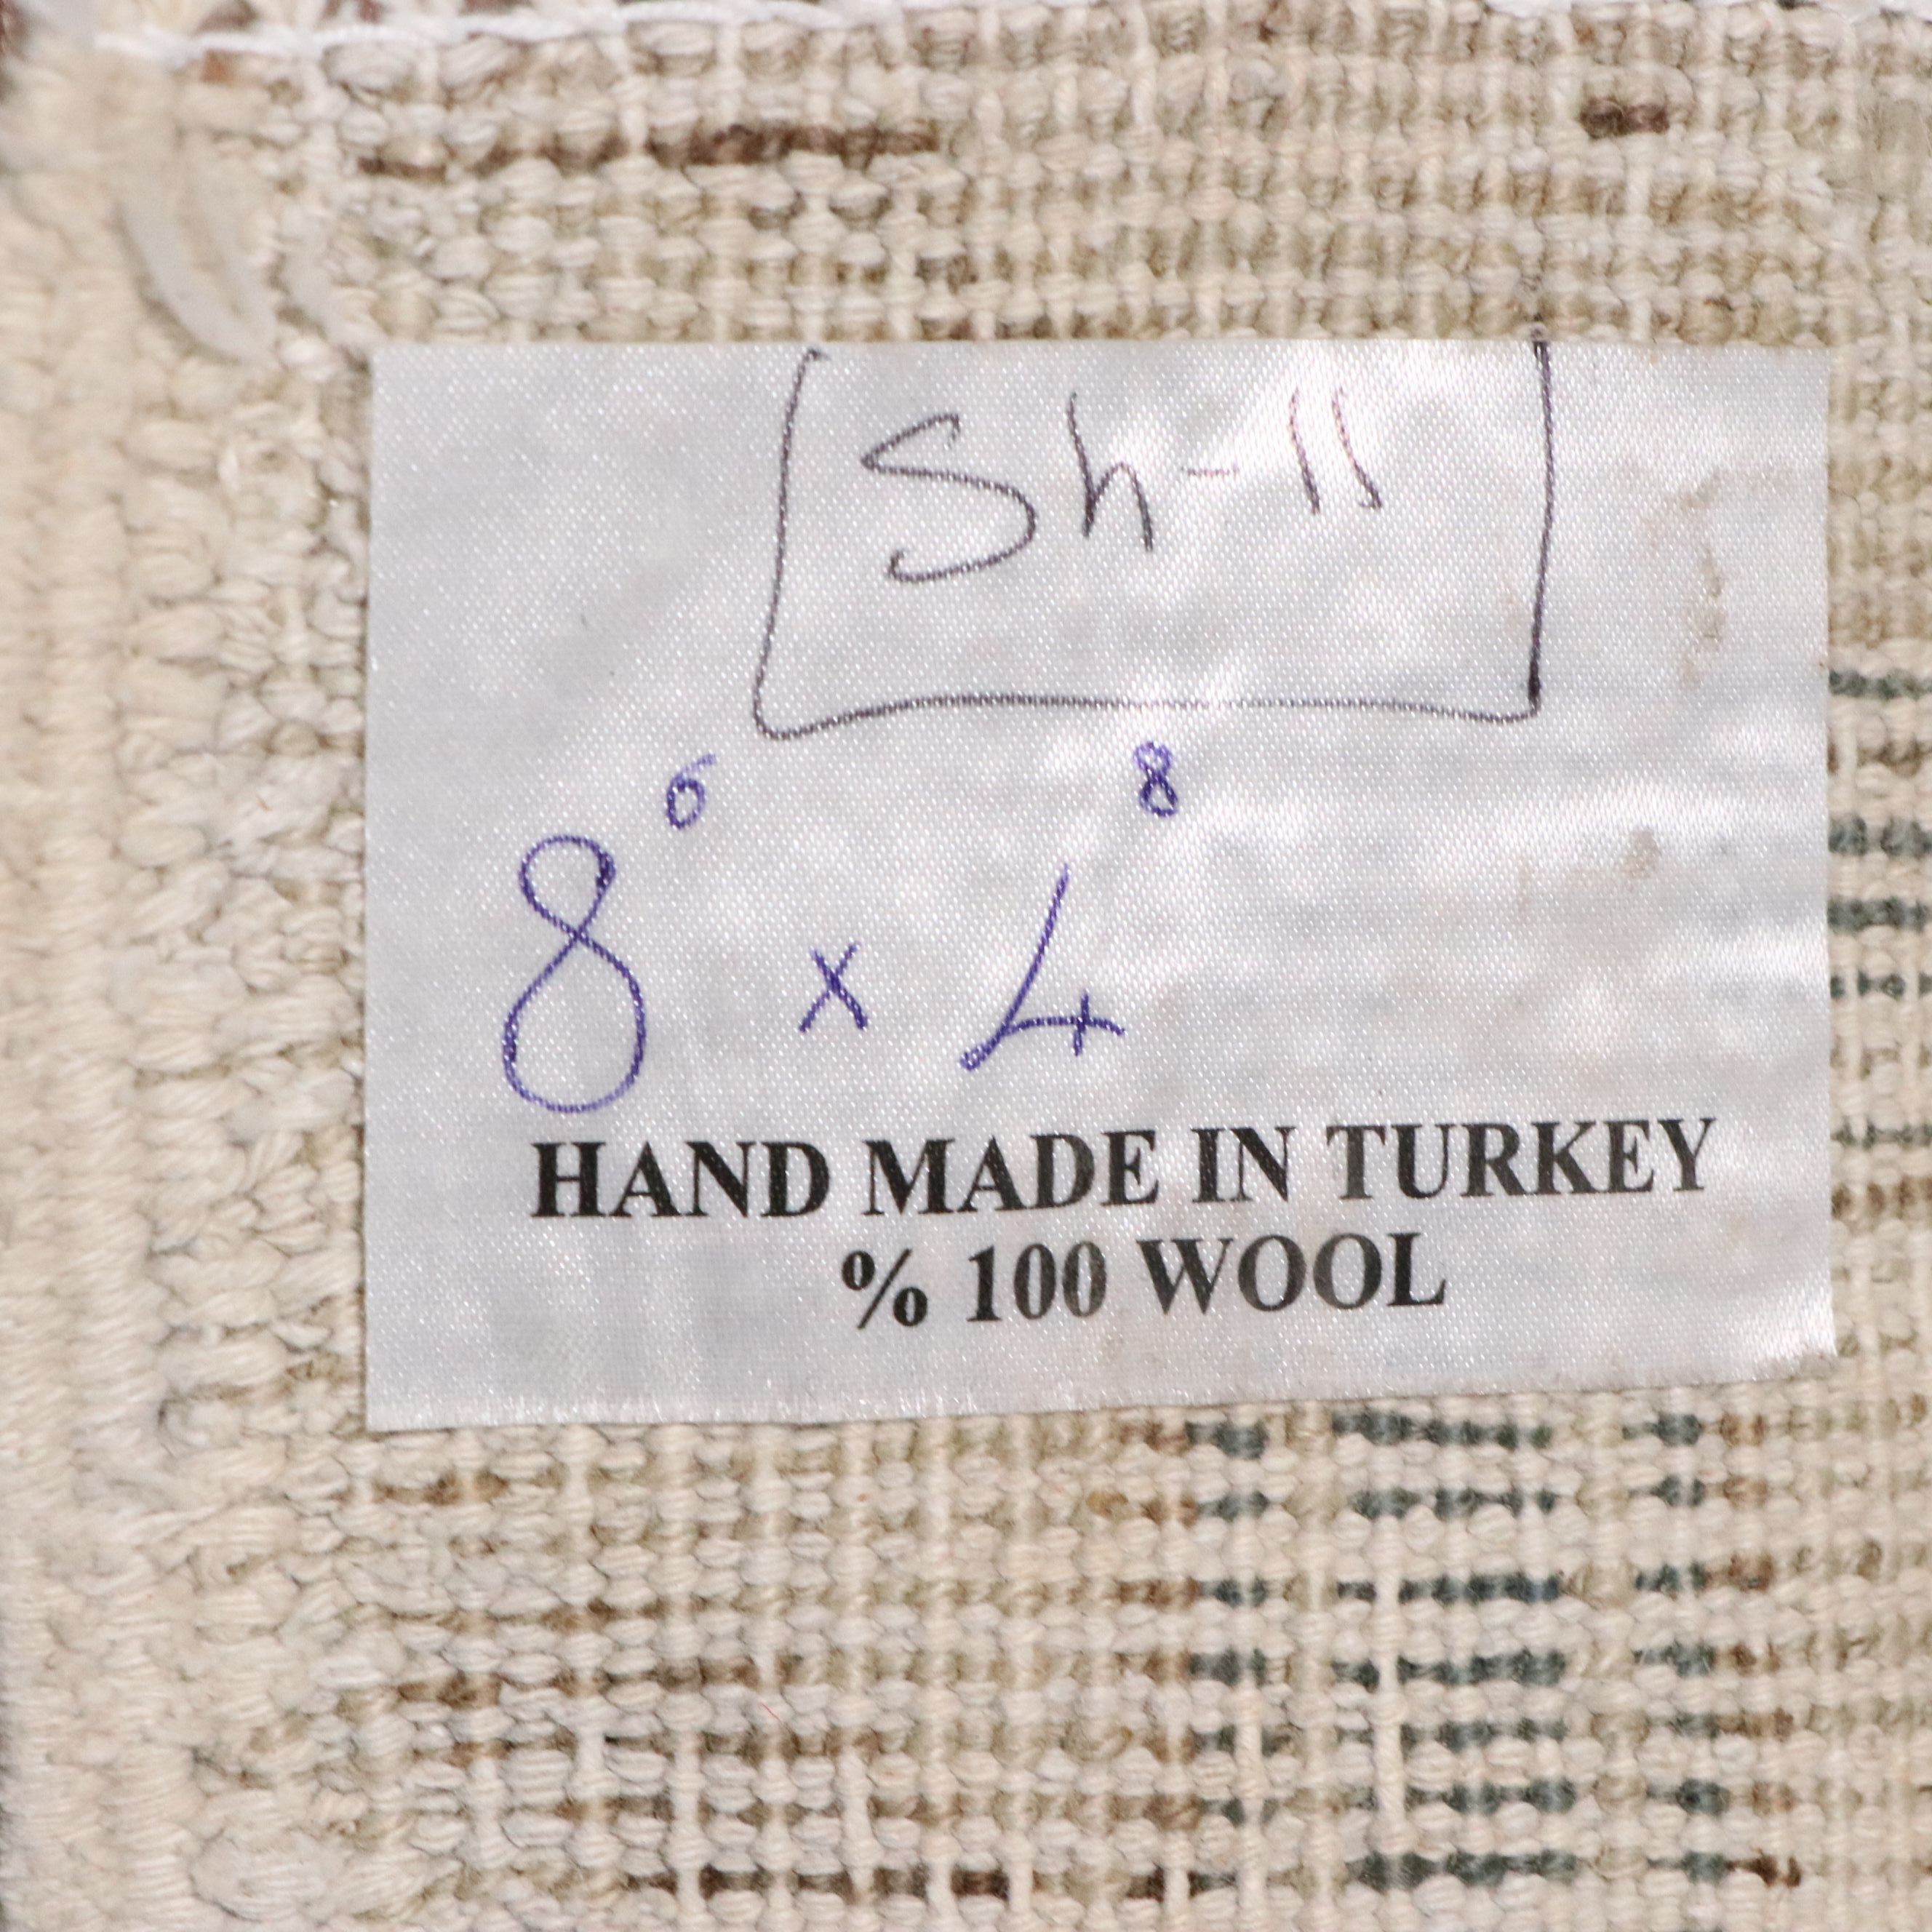 Sh-11
8⁶ x 4⁸
HAND MADE IN TURKEY
% 100 WOOL